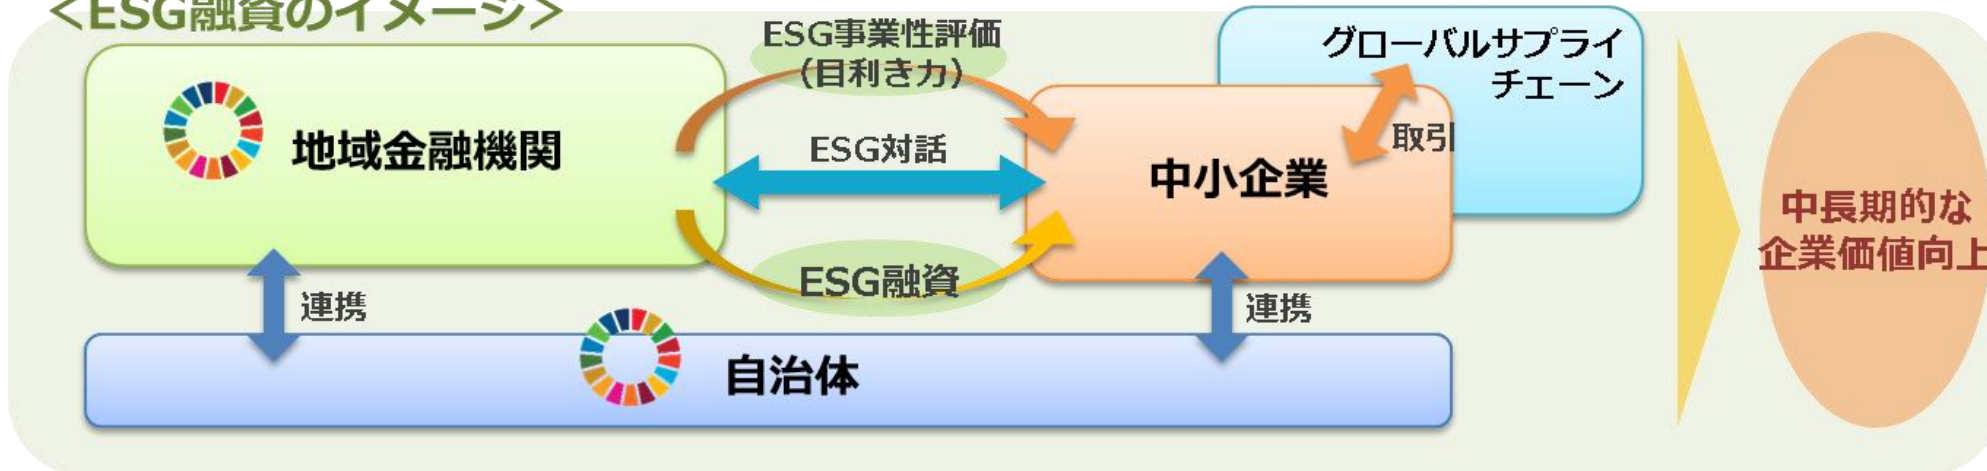 <ESG融資のイメージ>
地域金融機関
ESG事業性評価
（目利き力）
ESG対話
ESG融資
中小企業
グローバルサプライ
チェーン
取引
連携
連携
自治体
中長期的な
企業価値向上